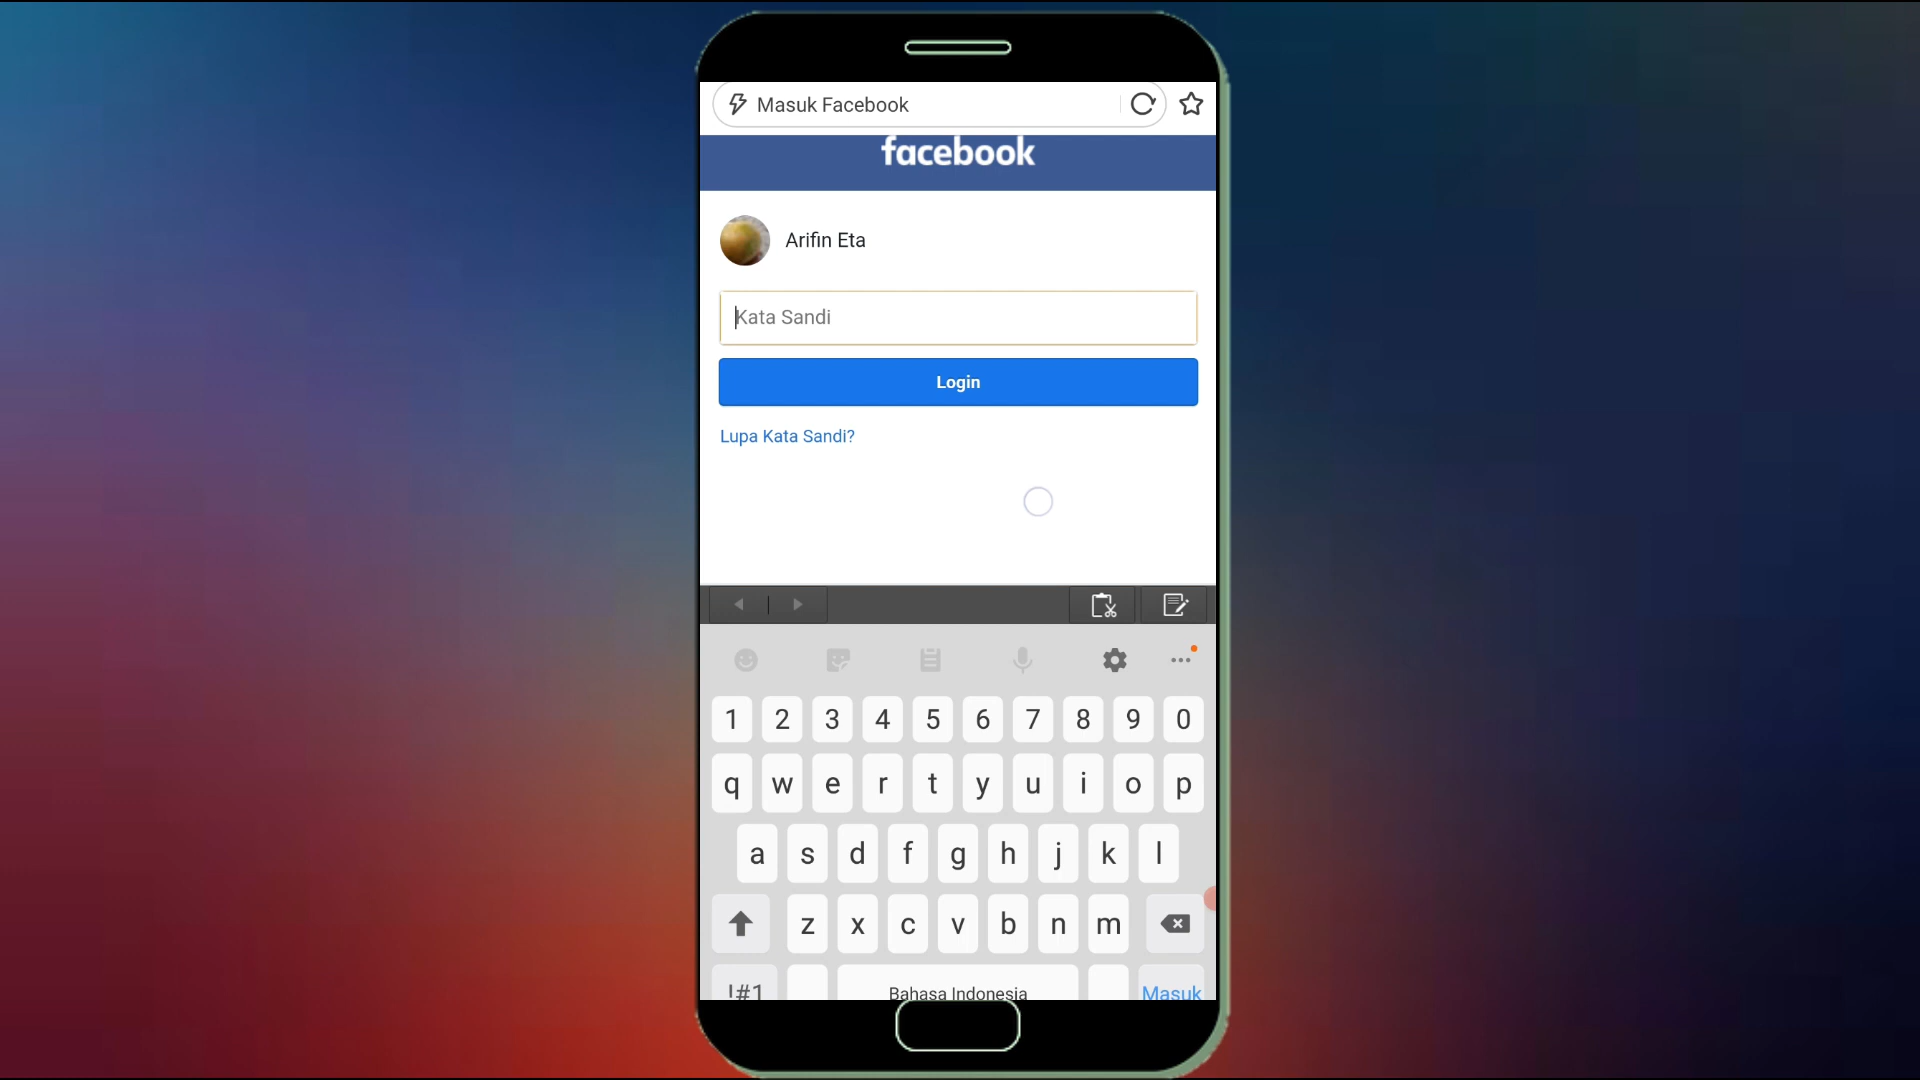 Masuk Facebook
facebook
Arifin Eta
Kata Sandi
Login
Lupa Kata Sandi?
1 2 3 4 5 6 7 8 9 0
q w e r t y u i o p
a s d f g h j k l
z x c v b n m
!#1 Bahasa Indonesia Masuk